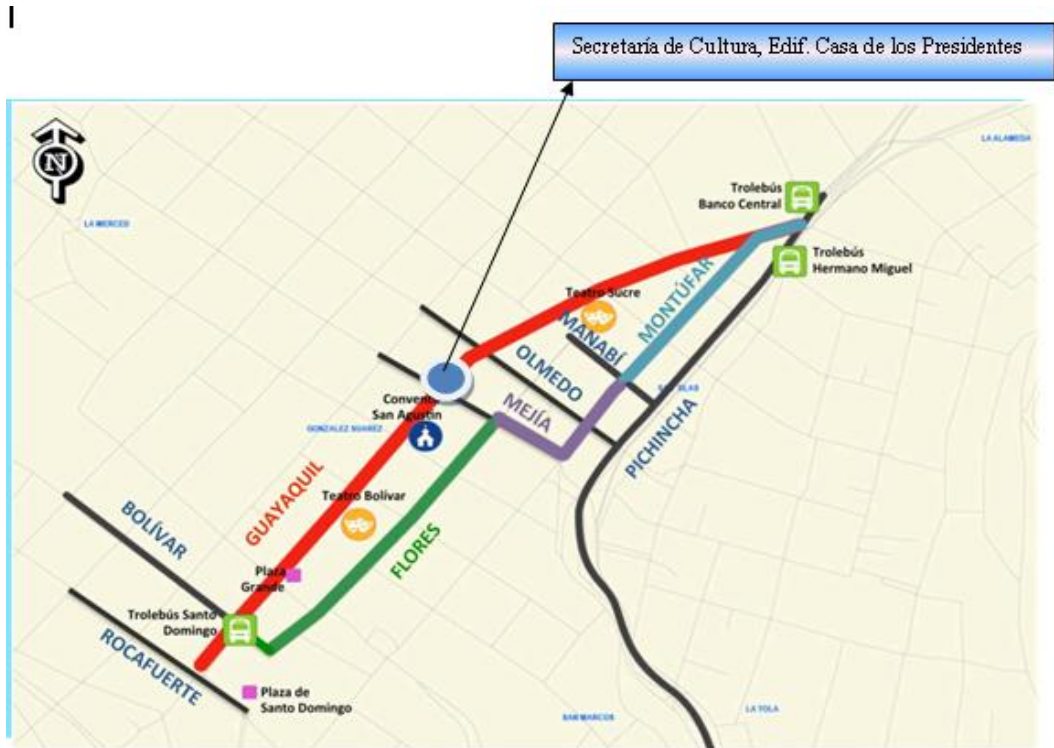 Secretaría de Cultura, Edif. Casa de los Presidentes
N
LA ALAMEDA
Trolebús
Banco Central
LA MERCED
Trolebús
Hermano Miguel
MONTÚFAR
Teatro Sucre
MANABÍ
OLMEDO
Convento
San Agustín
MEJÍA
GONZALEZ SUAREZ
BLAS
PICHINCHA
GUAYAQUIL
Teatro Bolívar
BOLÍVAR
FLORES
Plaza
Grande
Trolebús Santo
Domingo
ROCAFUERTE
Plaza de
Santo Domingo
SAN MARCOS
LA TOLA